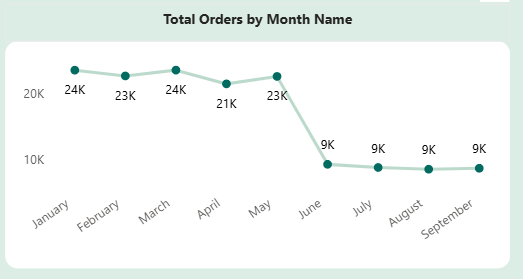 Total Orders by Month Name
20K
10K
24K
23K
24K
21K
23K
9K
9K
9K
9K
January
February
March
April
May
June
July
August
September